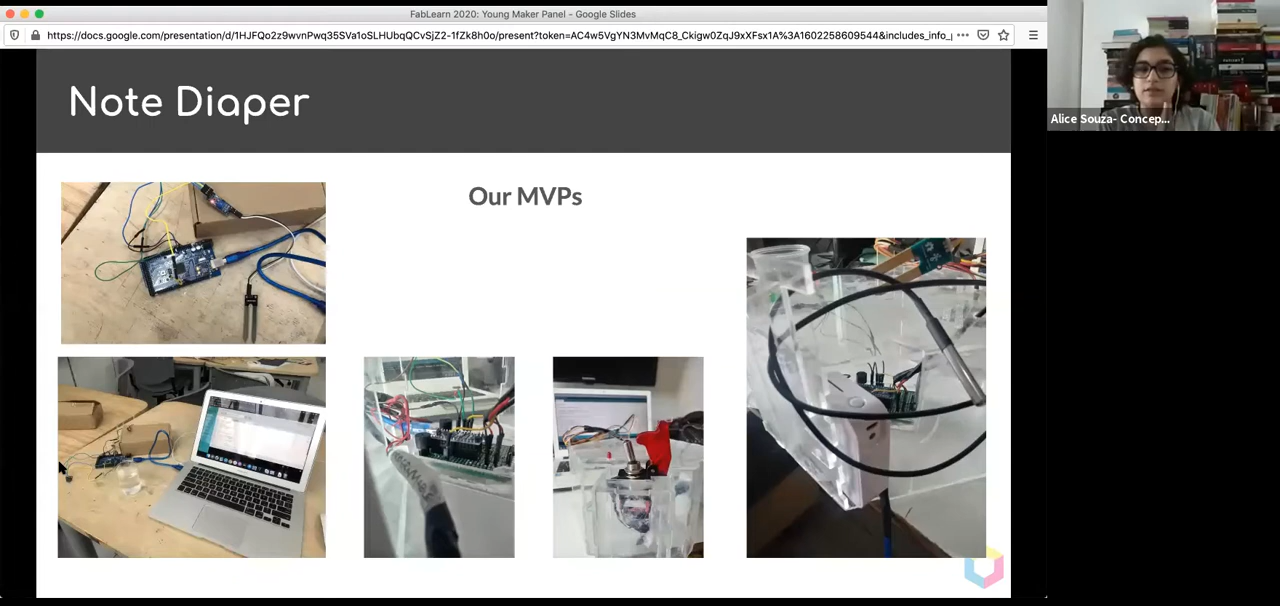 FabLearn 2020: Young Maker Panel - Google Slides
https://docs.google.com/presentation/d/1HJFQo2z9wvnPwq35SVa1oSLHUbqQCvSjZ2-1fZk8h0o/present?token=AC4w5VgYN3MvMqC8_Ckigw0ZqJ9xXFsx1A%3A1602258609544&includes_info_p
Note Diaper
Alice Souza- Concep...
Our MVPs